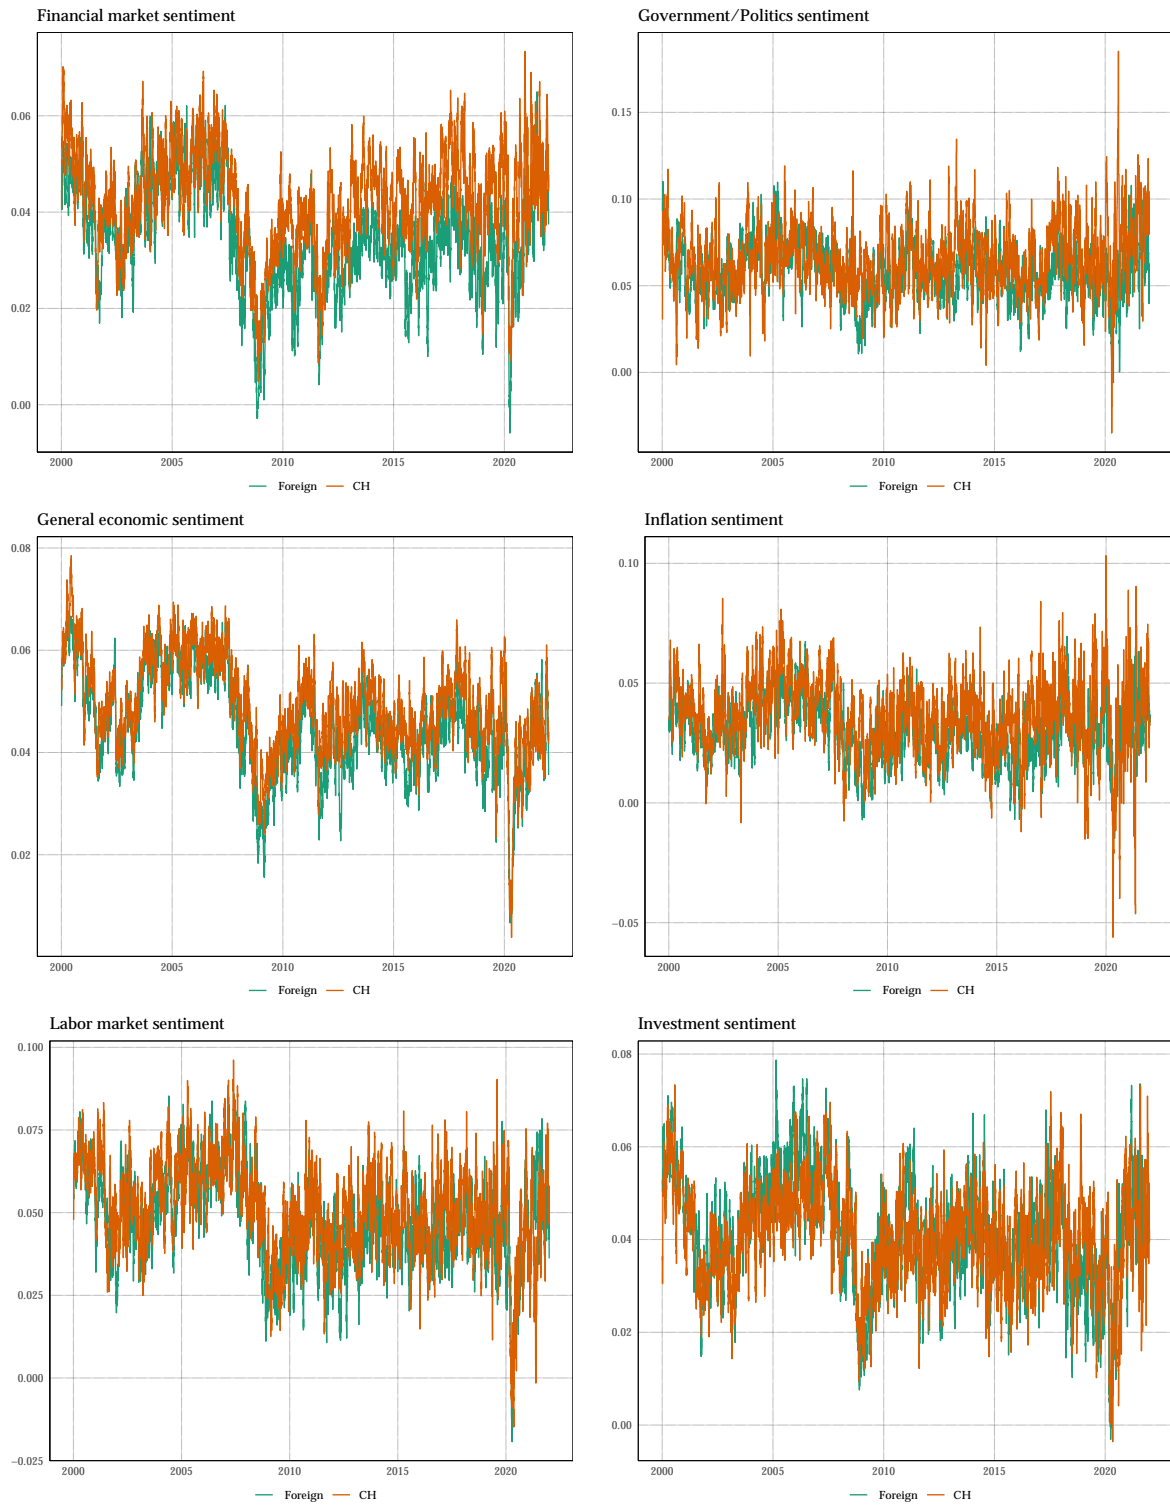 Financial market sentiment
0.06
0.04
0.02
0.00
2000 2005 2010 2015 2020
Foreign CH
Government/Politics sentiment
0.15
0.10
0.05
0.00
2000 2005 2010 2015 2020
Foreign CH
General economic sentiment
0.08
0.06
0.04
0.02
2000 2005 2010 2015 2020
Foreign CH
Inflation sentiment
0.10
0.05
0.00
−0.05
2000 2005 2010 2015 2020
Foreign CH
Labor market sentiment
0.100
0.075
0.050
0.025
0.000
−0.025
2000 2005 2010 2015 2020
Foreign CH
Investment sentiment
0.08
0.06
0.04
0.02
0.00
2000 2005 2010 2015 2020
Foreign CH